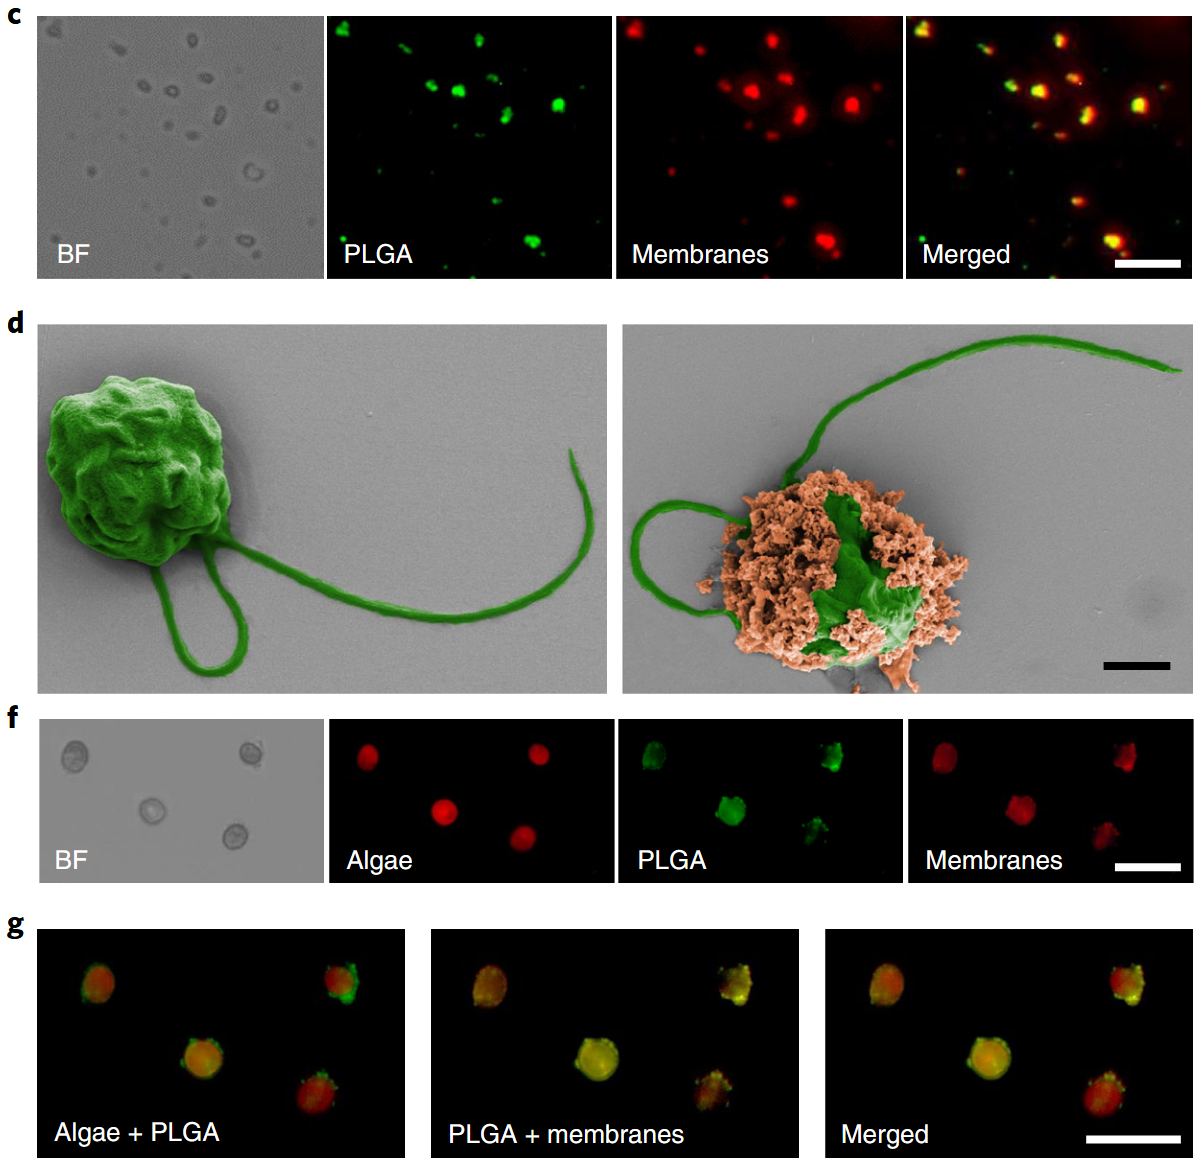 c
BF
PLGA
Membranes
Merged
d
f
BF
Algae
PLGA
Membranes
g
Algae + PLGA
PLGA + membranes
Merged